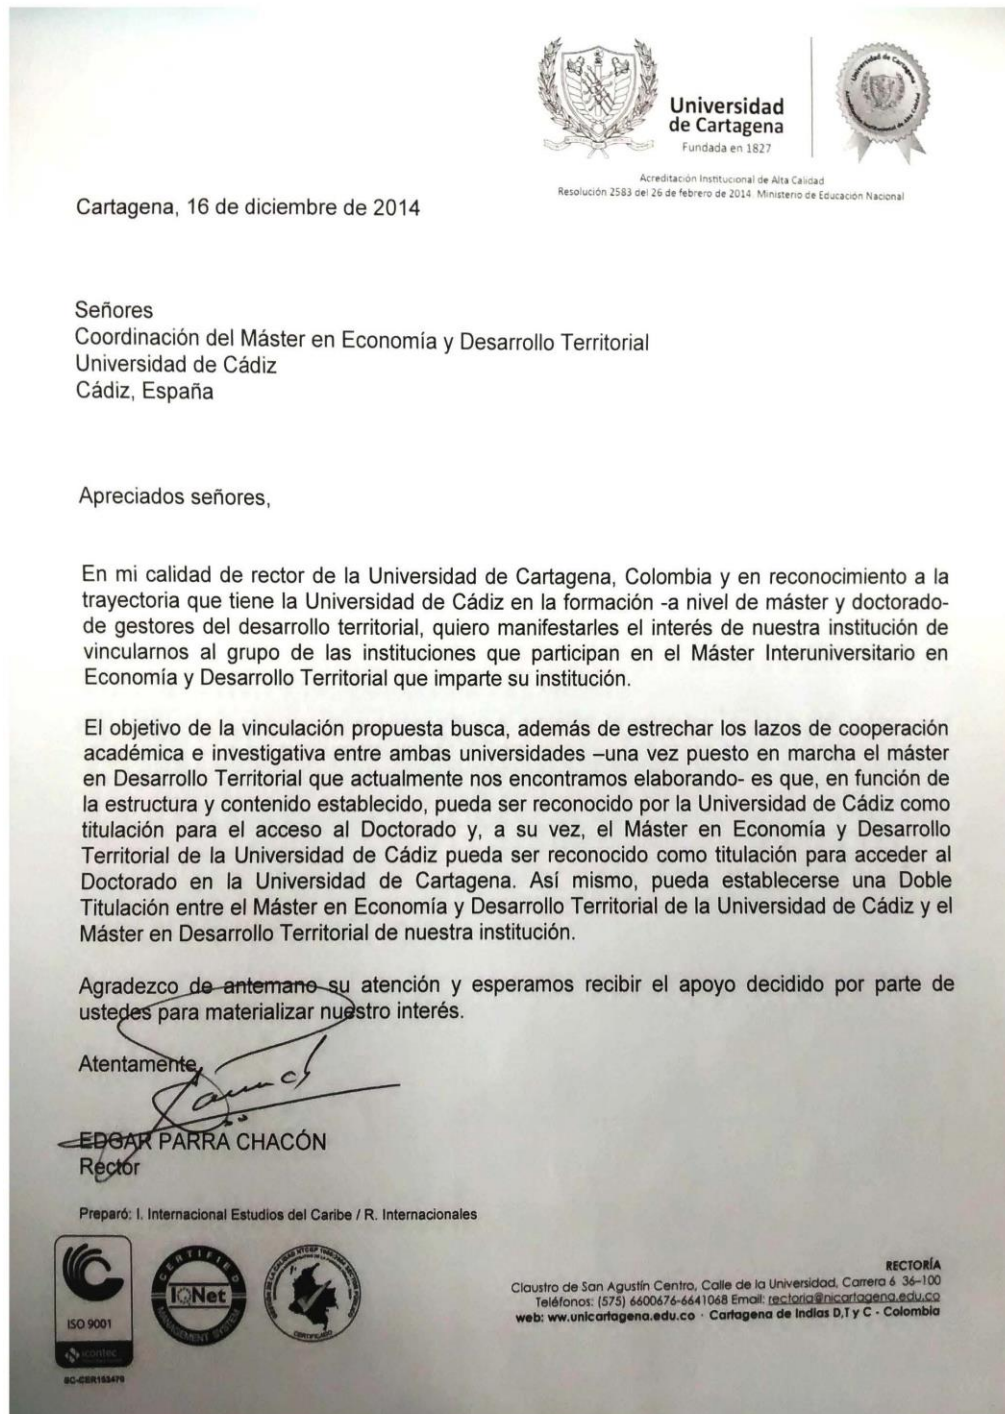 Universidad
de Cartagena
Fundada en 1827
Acreditación Institucional de Alta Calidad
Resolución 2583 del 26 de febrero de 2014. Ministerio de Educación Nacional
Cartagena, 16 de diciembre de 2014
Señores
Coordinación del Máster en Economía y Desarrollo Territorial
Universidad de Cádiz
Cádiz, España
Apreciados señores,
En mi calidad de rector de la Universidad de Cartagena, Colombia y en reconocimiento a la
trayectoria que tiene la Universidad de Cádiz en la formación -a nivel de máster y doctorado-
de gestores del desarrollo territorial, quiero manifestarles el interés de nuestra institución de
vincularnos al grupo de las instituciones que participan en el Máster Interuniversitario en
Economía y Desarrollo Territorial que imparte su institución.
El objetivo de la vinculación propuesta busca, además de estrechar los lazos de cooperación
académica e investigativa entre ambas universidades –una vez puesto en marcha el máster
en Desarrollo Territorial que actualmente nos encontramos elaborando- es que, en función de
la estructura y contenido establecido, pueda ser reconocido por la Universidad de Cádiz como
titulación para el acceso al Doctorado y, a su vez, el Máster en Economía y Desarrollo
Territorial de la Universidad de Cádiz pueda ser reconocido como titulación para acceder al
Doctorado en la Universidad de Cartagena. Así mismo, pueda establecerse una Doble
Titulación entre el Máster en Economía y Desarrollo Territorial de la Universidad de Cádiz y el
Máster en Desarrollo Territorial de nuestra institución.
Agradezco de antemano su atención y esperamos recibir el apoyo decidido por parte de
ustedes para materializar nuestro interés.
Atentamente,
EDGAR PARRA CHACÓN
Rector
Preparó: I. Internacional Estudios del Caribe / R. Internacionales
ISO 9001
icontec
SC-CER153479
CERTIFIED
IQNet
MANAGEMENT SYSTEM
CERTIFICADO
RECTORÍA
Claustro de San Agustín Centro, Calle de la Universidad, Carrera 6 36–100
Teléfonos: (575) 6600676-6641068 Email: rectoria@nicartagena.edu.co
web: ww.unicartagena.edu.co · Cartagena de Indias D,T y C - Colombia